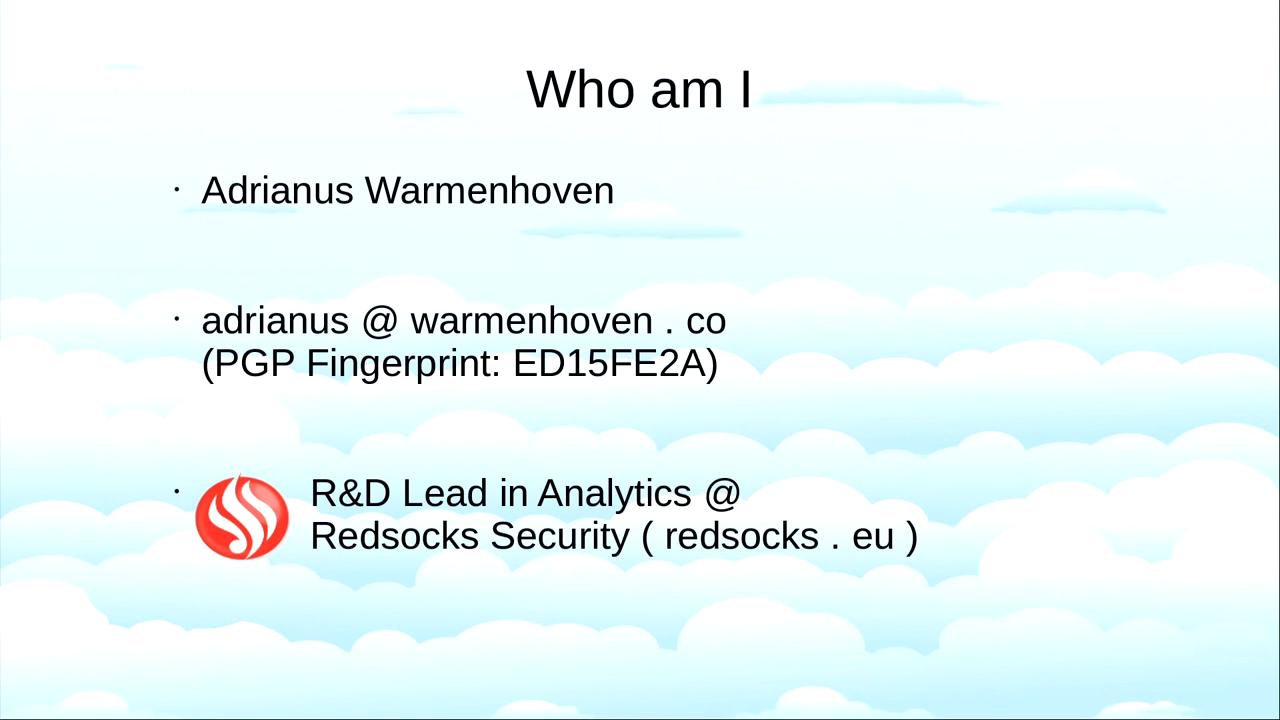 Who am I
· Adrianus Warmenhoven
· adrianus @ warmenhoven . co
(PGP Fingerprint: ED15FE2A)
· R&D Lead in Analytics @
Redsocks Security ( redsocks . eu )